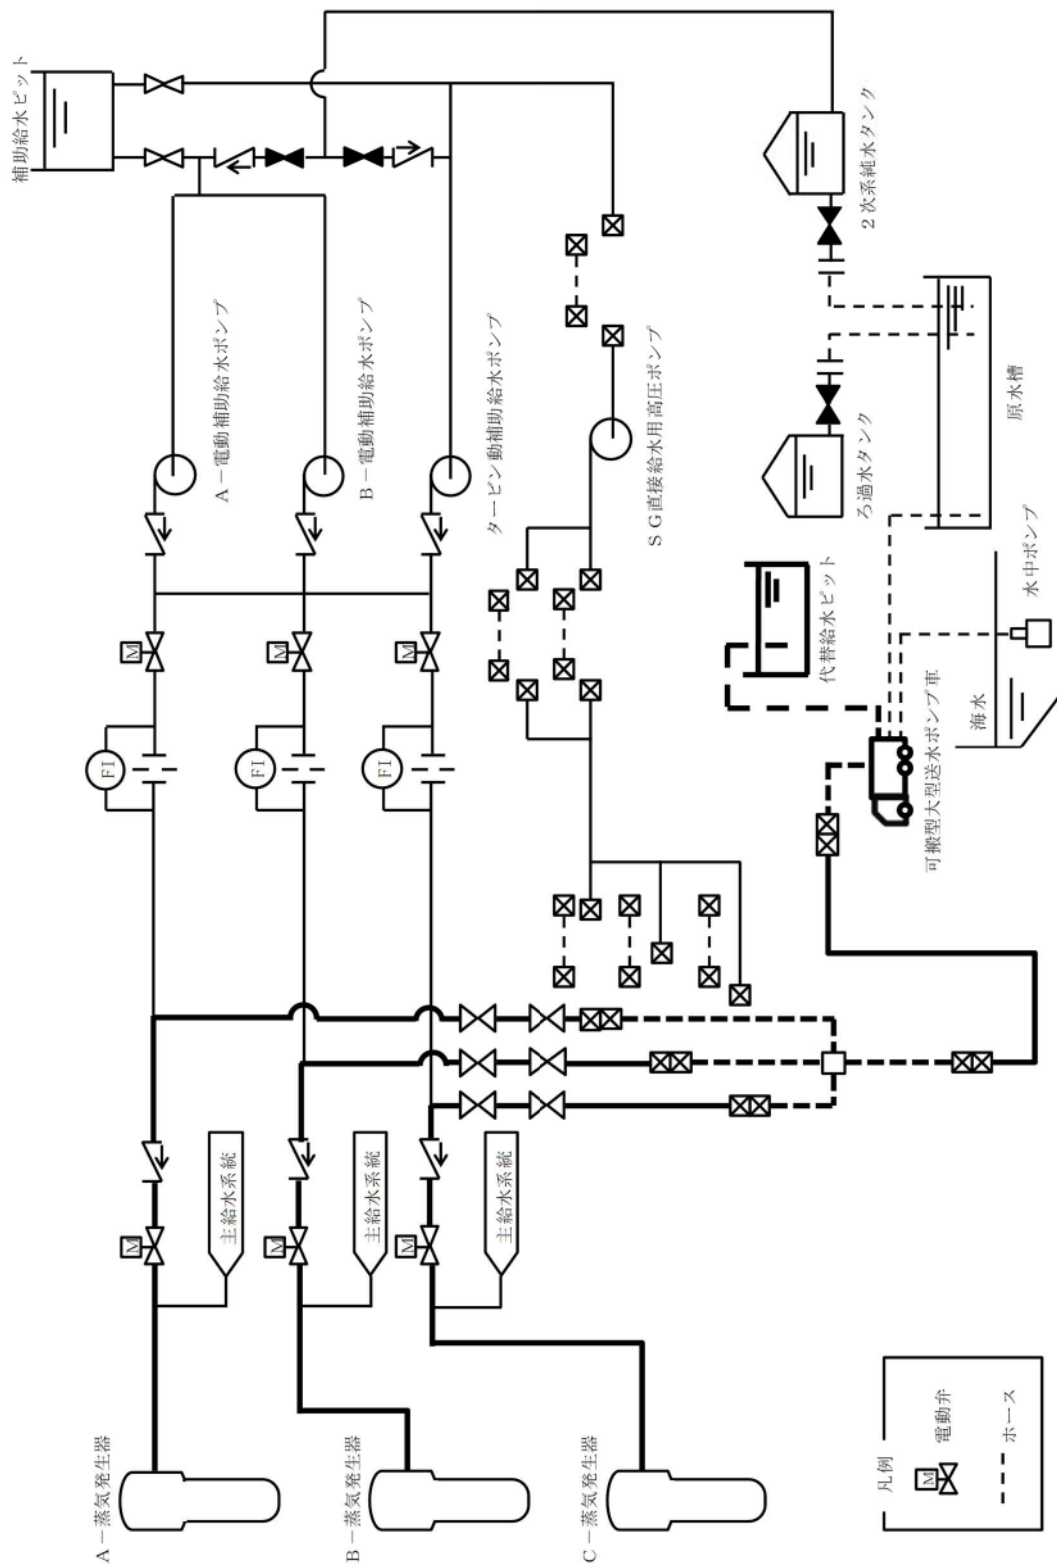 A－蒸気発生器
B－蒸気発生器
C－蒸気発生器
M
M
M
主給水系統
主給水系統
主給水系統
FI
FI
FI
M
M
M
A－電動補助給水ポンプ
B－電動補助給水ポンプ
タービン動補助給水ポンプ
SG直接給水用高圧ポンプ
補助給水ピット
代替給水ピット
ろ過水タンク
2次系純水タンク
原水槽
可搬型大型送水ポンプ車
海水
水中ポンプ
凡例
M
電動弁
ホース